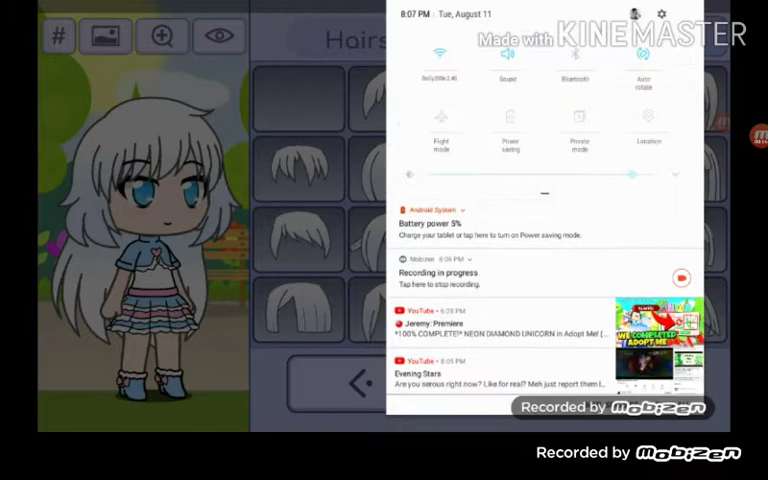 8:07 PM | Tue, August 11
Made with KINEMASTER
#
Hairs
Sound
Bluetooth
Auto
rotate
Flight
mode
Power
saving
Private
mode
Location
Android System
Battery power 5%
Charge your tablet or tap here to turn on Power saving mode.
Mobizen 8:06 PM
Recording in progress
Tap here to stop recording.
YouTube • 6:28 PM
Jeremy: Premiere
*100% COMPLETE!* NEON DIAMOND UNICORN in Adopt Me! [...
WE COMPLETED
ADOPT ME
YouTube • 8:05 PM
Evening Stars
Are you serous right now? Like for real? Meh just report them l...
Recorded by mobizen
Recorded by mobizen